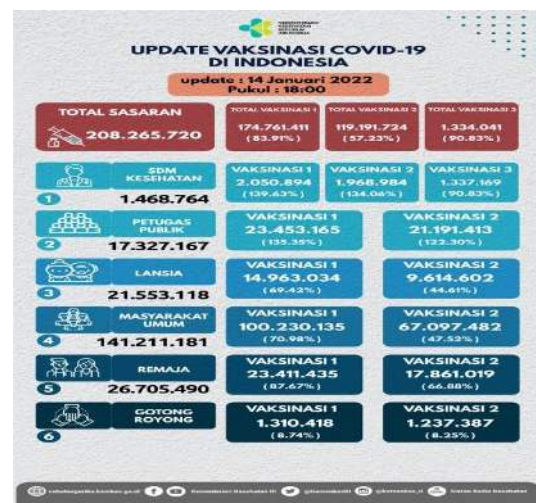 KEMENTERIAN
KESEHATAN
REPUBLIK
INDONESIA
UPDATE VAKSINASI COVID-19
DI INDONESIA
update : 14 Januari 2022
Pukul : 18:00
TOTAL SASARAN
208.265.720
TOTAL VAKSINASI 1
174.761.411
(83.91%)
TOTAL VAKSINASI 2
119.191.724
(57.23%)
TOTAL VAKSINASI 3
1.334.041
(90.83%)
SDM
KESEHATAN
1
1.468.764
VAKSINASI 1
2.050.894
(139.63%)
VAKSINASI 2
1.968.984
(134.06%)
VAKSINASI 3
1.337.169
(90.83%)
PETUGAS
PUBLIK
2
17.327.167
VAKSINASI 1
23.453.165
(135.35%)
VAKSINASI 2
21.191.413
(122.30%)
LANSIA
3
21.553.118
VAKSINASI 1
14.963.034
(69.42%)
VAKSINASI 2
9.614.602
(44.61%)
MASYARAKAT
UMUM
4
141.211.181
VAKSINASI 1
100.230.135
(70.98%)
VAKSINASI 2
67.097.482
(47.52%)
REMAJA
5
26.705.490
VAKSINASI 1
23.411.435
(87.67%)
VAKSINASI 2
17.861.019
(66.88%)
GOTONG
ROYONG
6
VAKSINASI 1
1.310.418
(8.74%)
VAKSINASI 2
1.237.387
(8.25%)
Kementerian Kesehatan RI